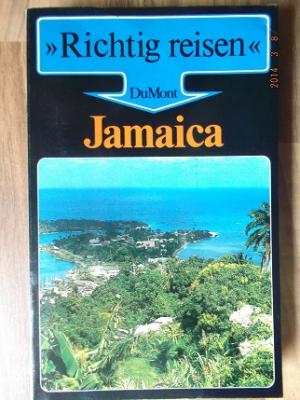 »Richtig reisen«
DuMont
Jamaica
2014 3 8